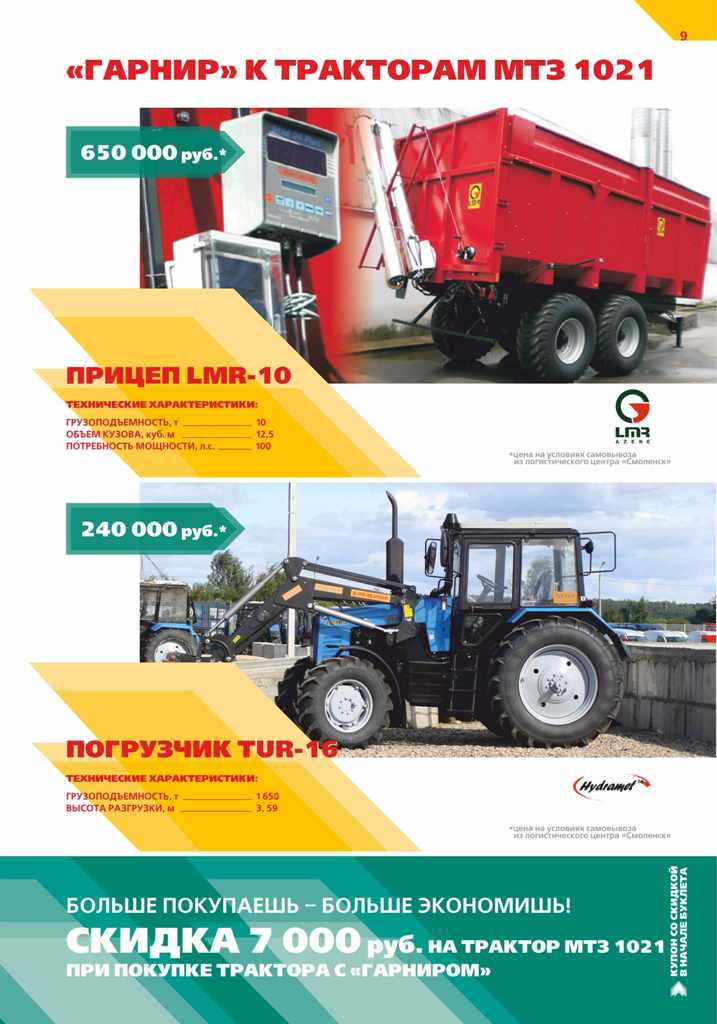 9
«ГАРНИР» К ТРАКТОРАМ МТЗ 1021
650 000 руб.*
LMR
ПРИЦЕП LMR-10
ТЕХНИЧЕСКИЕ ХАРАКТЕРИСТИКИ:
ГРУЗОПОДЪЕМНОСТЬ, т 10
ОБЪЕМ КУЗОВА, куб. м 12,5
ПОТРЕБНОСТЬ МОЩНОСТИ, л.с. 100
LMR
AZENE
*цена на условиях самовывоза
из логистического центра «Смоленск»
240 000 руб.*
ПОГРУЗЧИК TUR-16
ТЕХНИЧЕСКИЕ ХАРАКТЕРИСТИКИ:
ГРУЗОПОДЪЕМНОСТЬ, т 1 650
ВЫСОТА РАЗГРУЗКИ, м 3, 59
Hydramet
*цена на условиях самовывоза
из логистического центра «Смоленск»
БОЛЬШЕ ПОКУПАЕШЬ – БОЛЬШЕ ЭКОНОМИШЬ!
СКИДКА 7 000 руб. НА ТРАКТОР МТЗ 1021
ПРИ ПОКУПКЕ ТРАКТОРА С «ГАРНИРОМ»
КУПОН СО СКИДКОЙ
В НАЧАЛЕ БУКЛЕТА